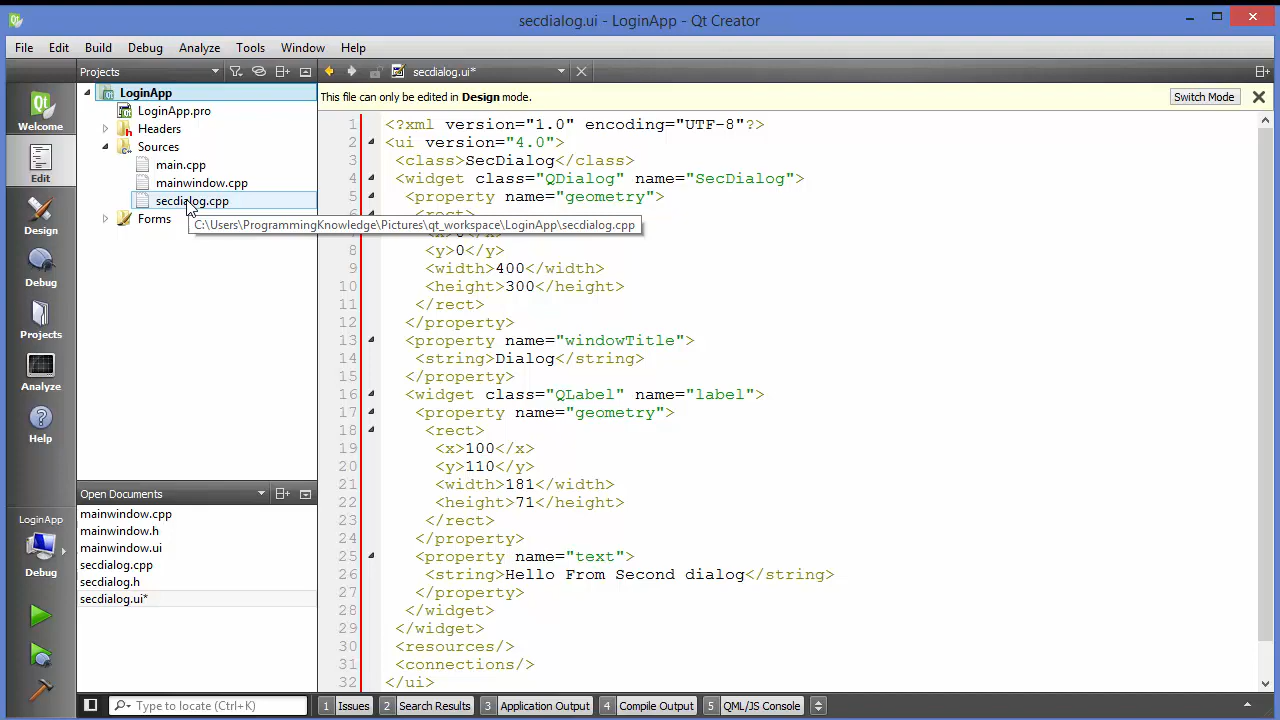 secdialog.ui - LoginApp - Qt Creator
File Edit Build Debug Analyze Tools Window Help
Projects
secdialog.ui*
Welcome
Edit
Design
Debug
Projects
Analyze
Help
LoginApp
Debug
LoginApp
LoginApp.pro
Headers
Sources
main.cpp
mainwindow.cpp
secdialog.cpp
Forms
C:\Users\ProgrammingKnowledge\Pictures\qt_workspace\LoginApp\secdialog.cpp
Open Documents
mainwindow.cpp
mainwindow.h
mainwindow.ui
secdialog.cpp
secdialog.h
secdialog.ui*
This file can only be edited in Design mode.
Switch Mode
1 <?xml version="1.0" encoding="UTF-8"?>
2 <ui version="4.0">
3 <class>SecDialog</class>
4 <widget class="QDialog" name="SecDialog">
5 <property name="geometry">
8 <y>0</y>
9 <width>400</width>
10 <height>300</height>
11 </rect>
12 </property>
13 <property name="windowTitle">
14 <string>Dialog</string>
15 </property>
16 <widget class="QLabel" name="label">
17 <property name="geometry">
18 <rect>
19 <x>100</x>
20 <y>110</y>
21 <width>181</width>
22 <height>71</height>
23 </rect>
24 </property>
25 <property name="text">
26 <string>Hello From Second dialog</string>
27 </property>
28 </widget>
29 </widget>
30 <resources/>
31 <connections/>
32 </ui>
Type to locate (Ctrl+K)
1 Issues
2 Search Results
3 Application Output
4 Compile Output
5 QML/JS Console